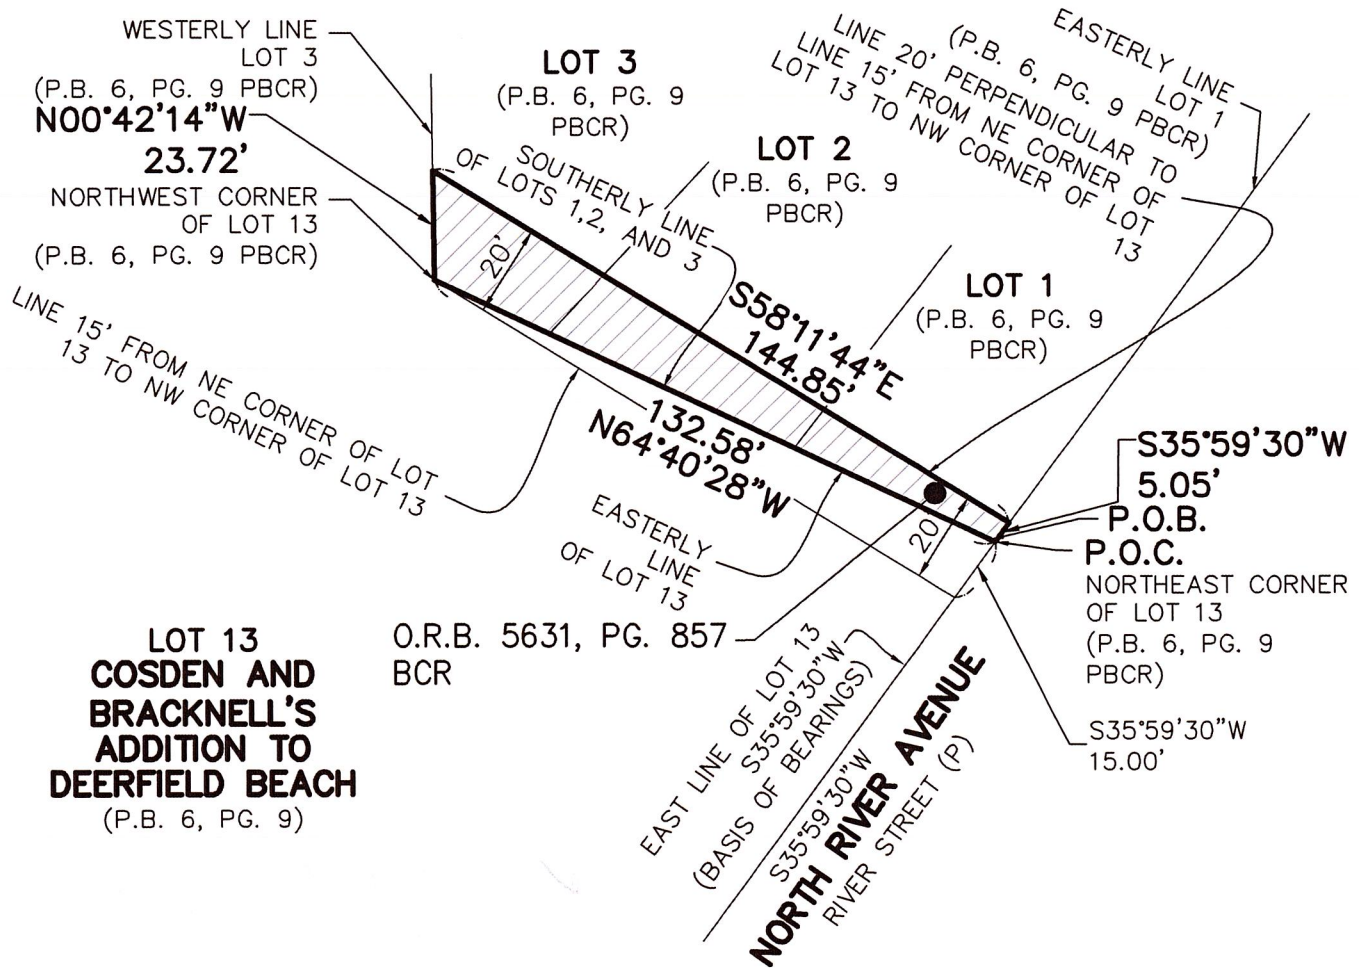 WESTERLY LINE
LOT 3
(P.B. 6, PG. 9 PBCR)
N00°42'14"W
23.72'
NORTHWEST CORNER
OF LOT 13
(P.B. 6, PG. 9 PBCR)
LINE 15' FROM NE CORNER OF LOT
13 TO NW CORNER OF LOT 13
LOT 3
(P.B. 6, PG. 9
PBCR)
SOUTHERLY LINE
OF LOTS 1,2, AND 3
LOT 2
(P.B. 6, PG. 9
PBCR)
LINE 20' PERPENDICULAR TO
LINE 15' FROM NE CORNER OF
LOT 13 TO NW CORNER OF LOT
13
EASTERLY LINE
LOT 1
(P.B. 6, PG. 9 PBCR)
LOT 1
(P.B. 6, PG. 9
PBCR)
20'
S58°11'44"E
144.85'
132.58'
N64°40'28"W
20'
S35°59'30"W
5.05'
P.O.B.
P.O.C.
NORTHEAST CORNER
OF LOT 13
(P.B. 6, PG. 9
PBCR)
S35°59'30"W
15.00'
EASTERLY
LINE
OF LOT 13
O.R.B. 5631, PG. 857
BCR
LOT 13
COSDEN AND
BRACKNELL'S
ADDITION TO
DEERFIELD BEACH
(P.B. 6, PG. 9)
EAST LINE OF LOT 13
S35°59'30"W
(BASIS OF BEARINGS)
S35°59'30"W
NORTH RIVER AVENUE
RIVER STREET (P)